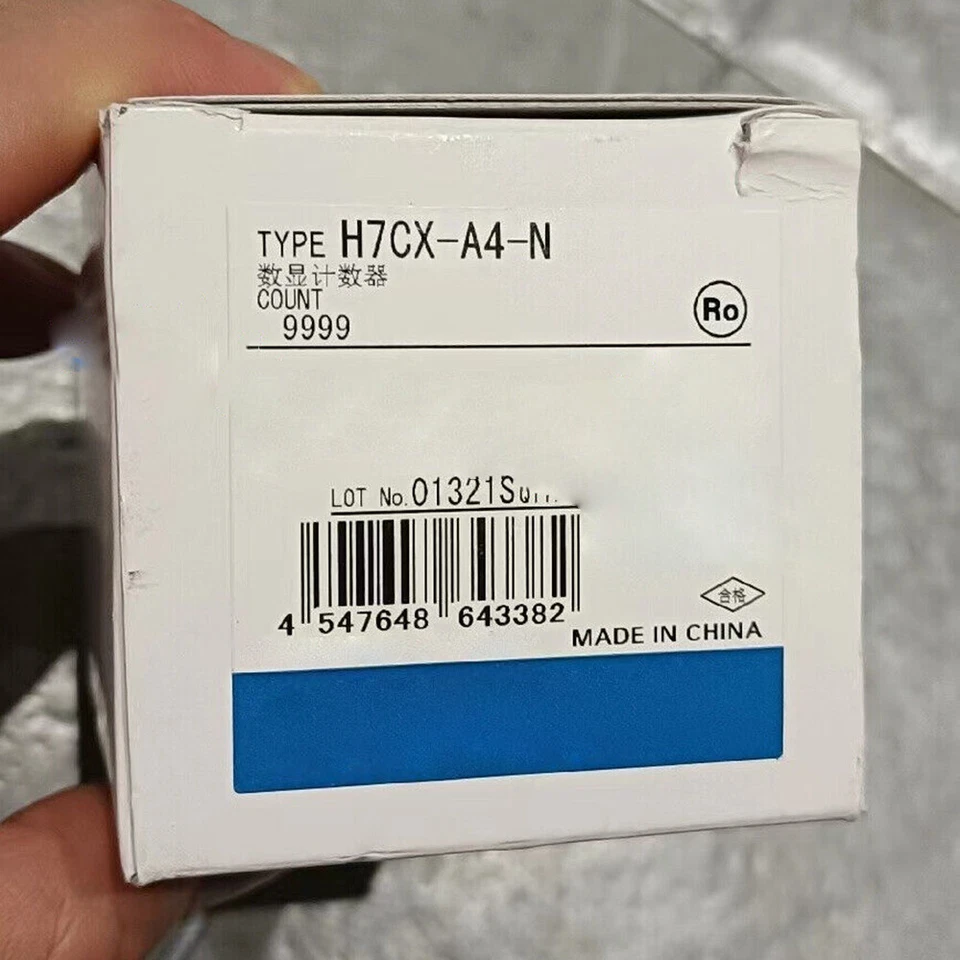 TYPE H7CX-A4-N
数显计数器
COUNT
9999
Ro
LOT No. 01321S
4 547648 643382
合格
MADE IN CHINA